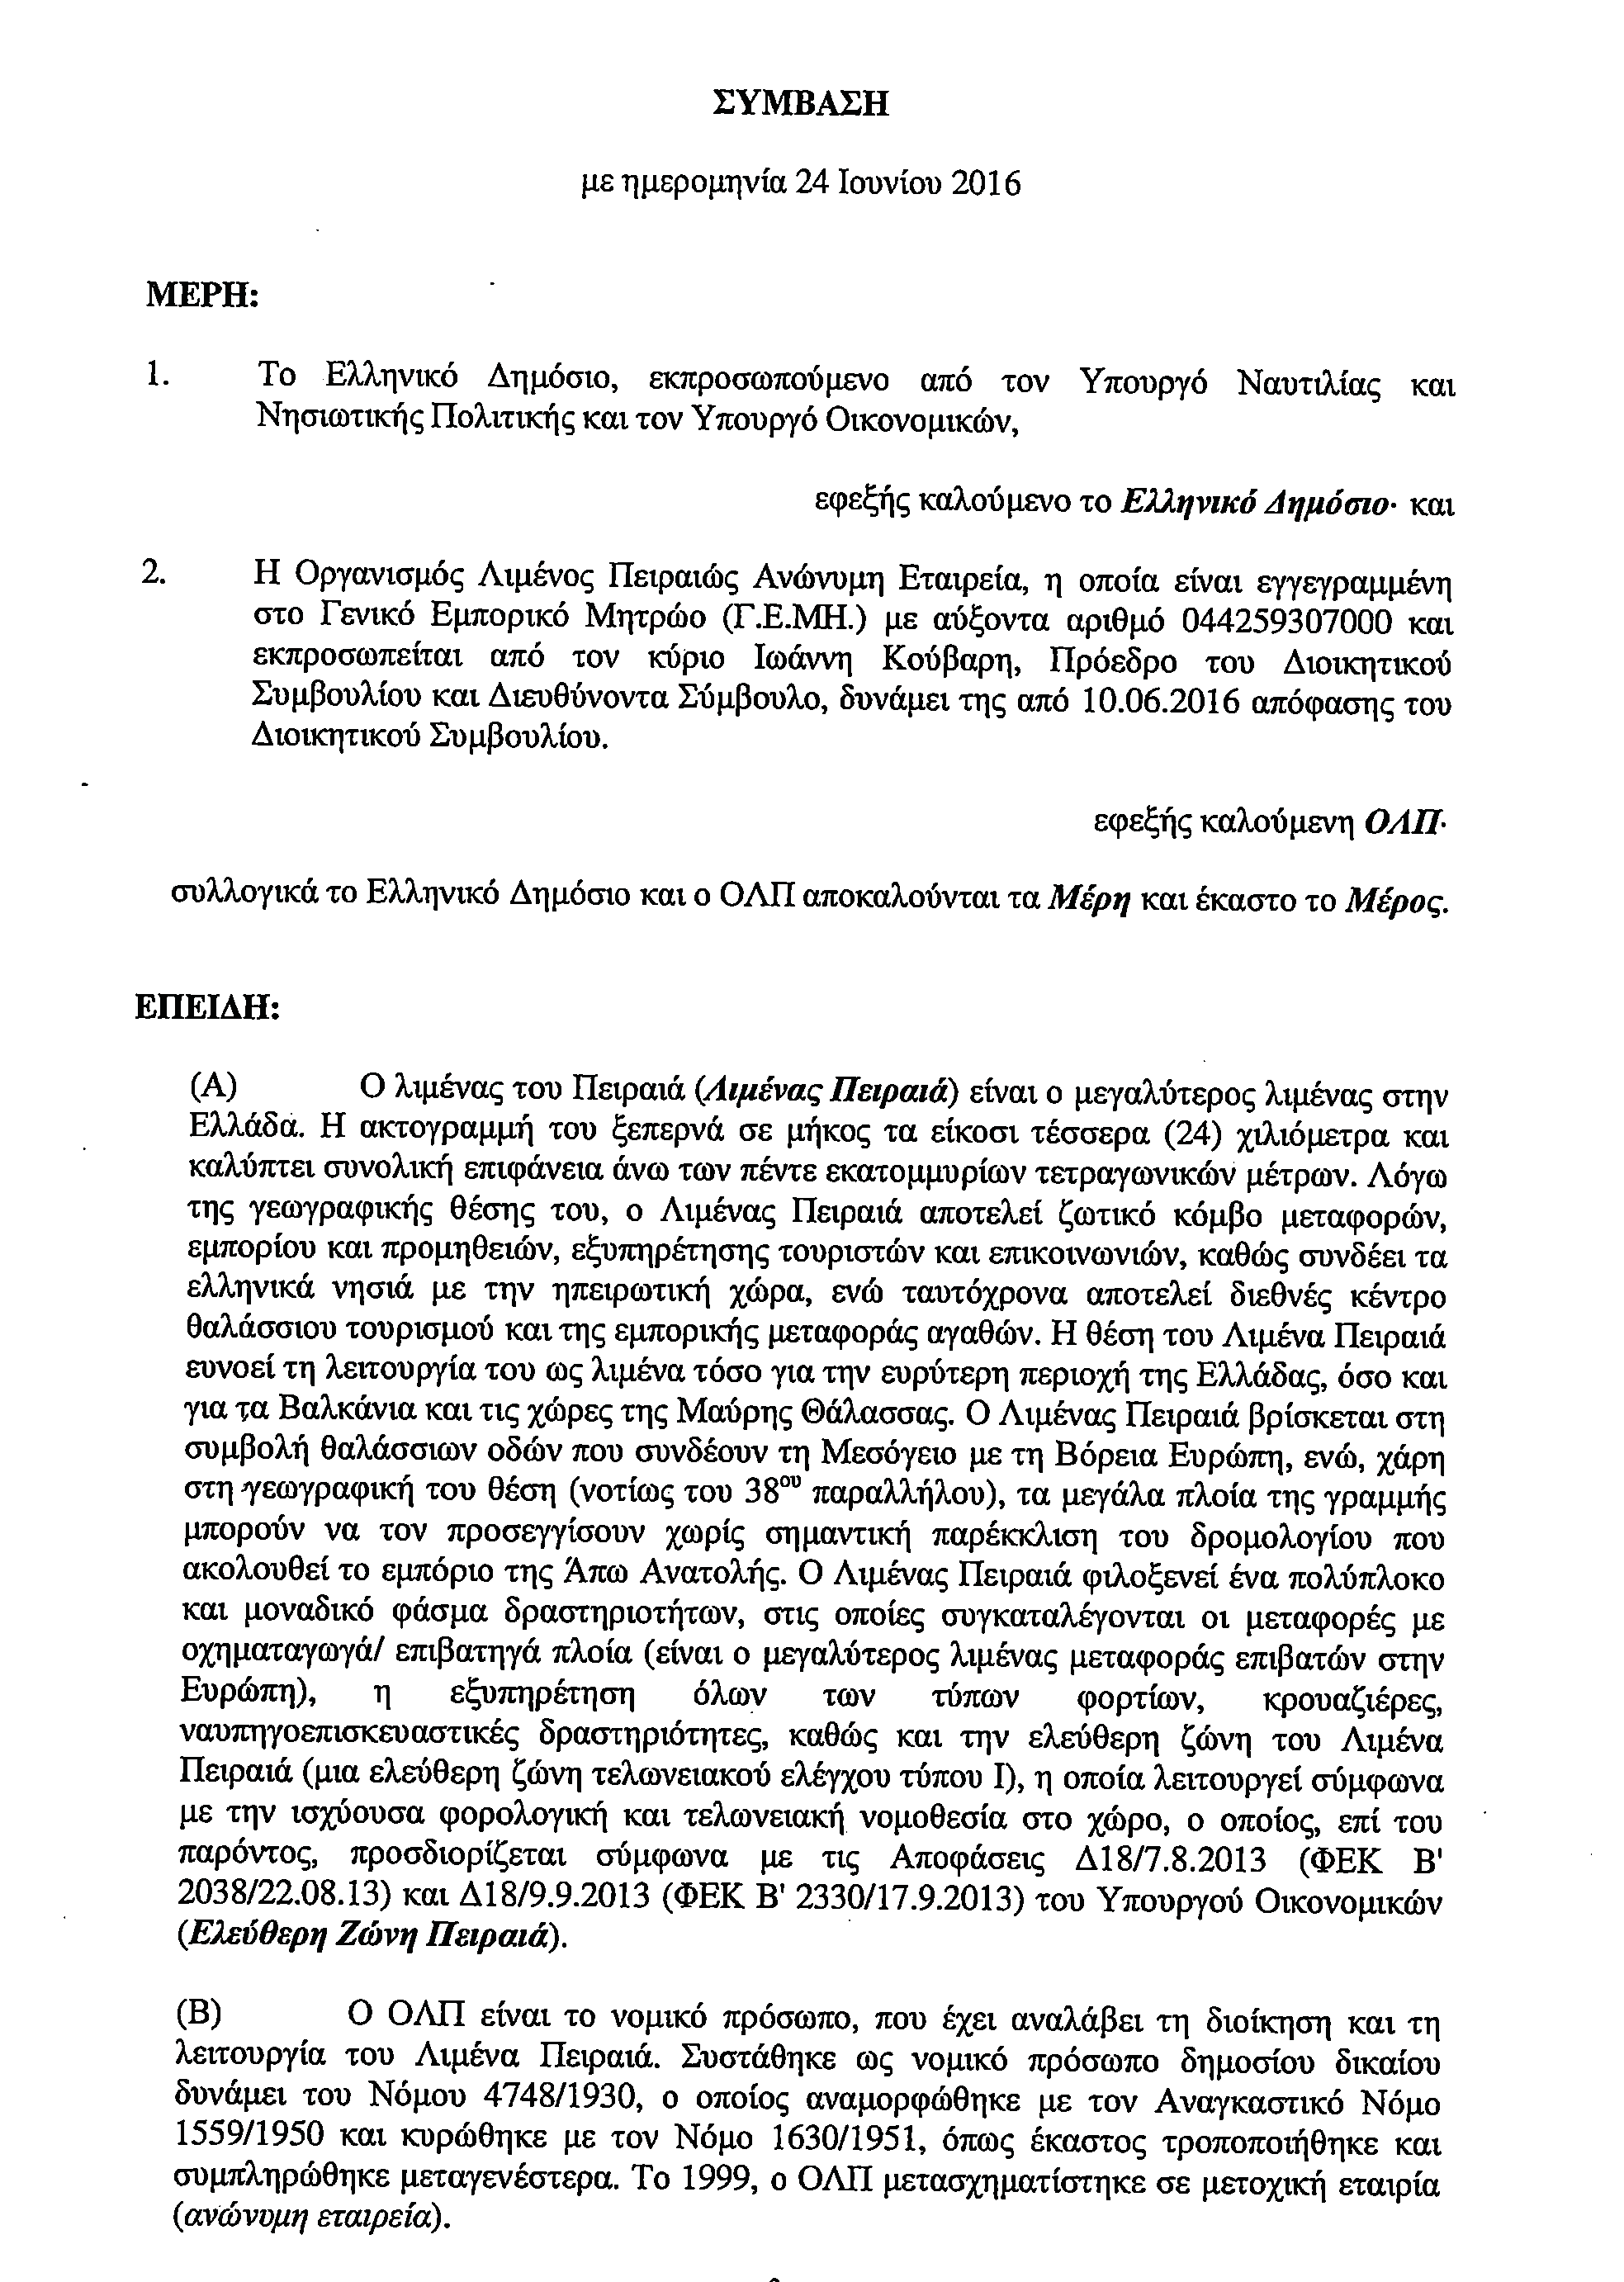 ΣΥΜΒΑΣΗ
με ημερομηνία 24 Ιουνίου 2016
ΜΕΡΗ:
1. Το Ελληνικό Δημόσιο, εκπροσωπούμενο από τον Υπουργό Ναυτιλίας και
Νησιωτικής Πολιτικής και τον Υπουργό Οικονομικών,
εφεξής καλούμενο το Ελληνικό Δημόσιο· και
2. Η Οργανισμός Λιμένος Πειραιώς Ανώνυμη Εταιρεία, η οποία είναι εγγεγραμμένη
στο Γενικό Εμπορικό Μητρώο (Γ.Ε.ΜΗ.) με αύξοντα αριθμό 044259307000 και
εκπροσωπείται από τον κύριο Ιωάννη Κούβαρη, Πρόεδρο του Διοικητικού
Συμβουλίου και Διευθύνοντα Σύμβουλο, δυνάμει της από 10.06.2016 απόφασης του
Διοικητικού Συμβουλίου.
εφεξής καλούμενη ΟΛΠ·
συλλογικά το Ελληνικό Δημόσιο και ο ΟΛΠ αποκαλούνται τα Μέρη και έκαστο το Μέρος.
ΕΠΕΙΔΗ:
(Α) Ο λιμένας του Πειραιά (Λιμένας Πειραιά) είναι ο μεγαλύτερος λιμένας στην
Ελλάδα. Η ακτογραμμή του ξεπερνά σε μήκος τα είκοσι τέσσερα (24) χιλιόμετρα και
καλύπτει συνολική επιφάνεια άνω των πέντε εκατομμυρίων τετραγωνικών μέτρων. Λόγω
της γεωγραφικής θέσης του, ο Λιμένας Πειραιά αποτελεί ζωτικό κόμβο μεταφορών,
εμπορίου και προμηθειών, εξυπηρέτησης τουριστών και επικοινωνιών, καθώς συνδέει τα
ελληνικά νησιά με την ηπειρωτική χώρα, ενώ ταυτόχρονα αποτελεί διεθνές κέντρο
θαλάσσιου τουρισμού και της εμπορικής μεταφοράς αγαθών. Η θέση του Λιμένα Πειραιά
ευνοεί τη λειτουργία του ως λιμένα τόσο για την ευρύτερη περιοχή της Ελλάδας, όσο και
για τα Βαλκάνια και τις χώρες της Μαύρης Θάλασσας. Ο Λιμένας Πειραιά βρίσκεται στη
συμβολή θαλάσσιων οδών που συνδέουν τη Μεσόγειο με τη Βόρεια Ευρώπη, ενώ, χάρη
στη γεωγραφική του θέση (νοτίως του 38ου παραλλήλου), τα μεγάλα πλοία της γραμμής
μπορούν να τον προσεγγίσουν χωρίς σημαντική παρέκκλιση του δρομολογίου που
ακολουθεί το εμπόριο της Άπω Ανατολής. Ο Λιμένας Πειραιά φιλοξενεί ένα πολύπλοκο
και μοναδικό φάσμα δραστηριοτήτων, στις οποίες συγκαταλέγονται οι μεταφορές με
οχηματαγωγά/ επιβατηγά πλοία (είναι ο μεγαλύτερος λιμένας μεταφοράς επιβατών στην
Ευρώπη), η εξυπηρέτηση όλων των τύπων φορτίων, κρουαζιέρες,
ναυπηγοεπισκευαστικές δραστηριότητες, καθώς και την ελεύθερη ζώνη του Λιμένα
Πειραιά (μια ελεύθερη ζώνη τελωνειακού ελέγχου τύπου Ι), η οποία λειτουργεί σύμφωνα
με την ισχύουσα φορολογική και τελωνειακή νομοθεσία στο χώρο, ο οποίος, επί του
παρόντος, προσδιορίζεται σύμφωνα με τις Αποφάσεις Δ18/7.8.2013 (ΦΕΚ Β'
2038/22.08.13) και Δ18/9.9.2013 (ΦΕΚ Β' 2330/17.9.2013) του Υπουργού Οικονομικών
(Ελεύθερη Ζώνη Πειραιά).
(Β) Ο ΟΛΠ είναι το νομικό πρόσωπο, που έχει αναλάβει τη διοίκηση και τη
λειτουργία του Λιμένα Πειραιά. Συστάθηκε ως νομικό πρόσωπο δημοσίου δικαίου
δυνάμει του Νόμου 4748/1930, ο οποίος αναμορφώθηκε με τον Αναγκαστικό Νόμο
1559/1950 και κυρώθηκε με τον Νόμο 1630/1951, όπως έκαστος τροποποιήθηκε και
συμπληρώθηκε μεταγενέστερα. Το 1999, ο ΟΛΠ μετασχηματίστηκε σε μετοχική εταιρία
(ανώνυμη εταιρεία).